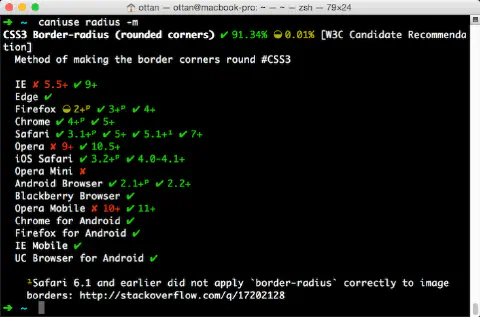 ottan — ottan@macbook-pro: ~ — ~ — zsh — 79×24
➜ ~ caniuse radius -m
CSS3 Border-radius (rounded corners) ✔ 91.34% ◒ 0.01% [W3C Candidate Recommenda
tion]
Method of making the border corners round #CSS3
IE ✘ 5.5+ ✔ 9+
Edge ✔
Firefox ◒ 2+ᵖ ✔ 3+ᵖ ✔ 4+
Chrome ✔ 4+ᵖ ✔ 5+
Safari ✔ 3.1+ᵖ ✔ 5+ ✔ 5.1+¹ ✔ 7+
Opera ✘ 9+ ✔ 10.5+
iOS Safari ✔ 3.2+ᵖ ✔ 4.0-4.1+
Opera Mini ✘
Android Browser ✔ 2.1+ᵖ ✔ 2.2+
Blackberry Browser ✔
Opera Mobile ✘ 10+ ✔ 11+
Chrome for Android ✔
Firefox for Android ✔
IE Mobile ✔
UC Browser for Android ✔
¹Safari 6.1 and earlier did not apply `border-radius` correctly to image
borders: http://stackoverflow.com/q/17202128
➜ ~